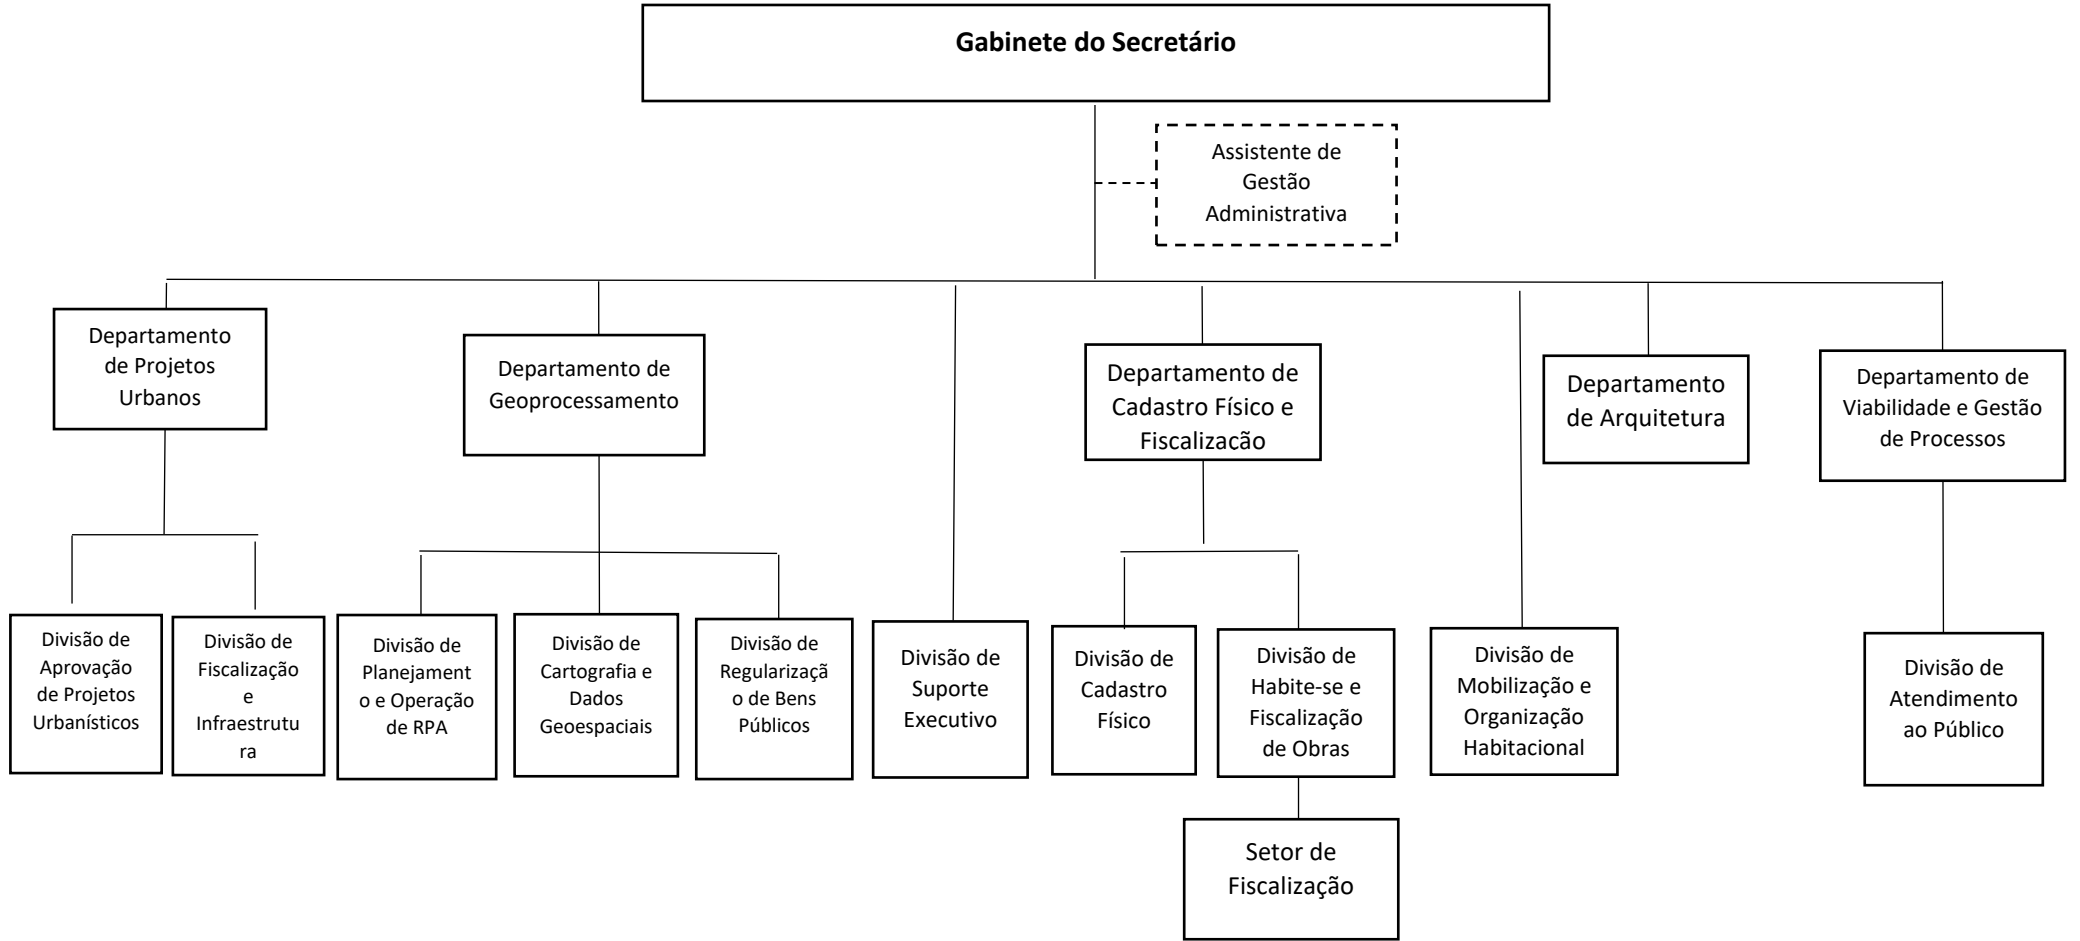 Gabinete do Secretário
Assistente de
Gestão
Administrativa
Departamento
de Projetos
Urbanos
Departamento de
Geoprocessamento
Departamento de
Cadastro Físico e
Fiscalização
Departamento
de Arquitetura
Departamento de
Viabilidade e Gestão
de Processos
Divisão de
Aprovação
de Projetos
Urbanísticos
Divisão de
Fiscalização
e
Infraestrutu
ra
Divisão de
Planejament
o e Operação
de RPA
Divisão de
Cartografia e
Dados
Geoespaciais
Divisão de
Regularizaçã
o de Bens
Públicos
Divisão de
Suporte
Executivo
Divisão de
Cadastro
Físico
Divisão de
Habite-se e
Fiscalização
de Obras
Divisão de
Mobilização e
Organização
Habitacional
Divisão de
Atendimento
ao Público
Setor de
Fiscalização